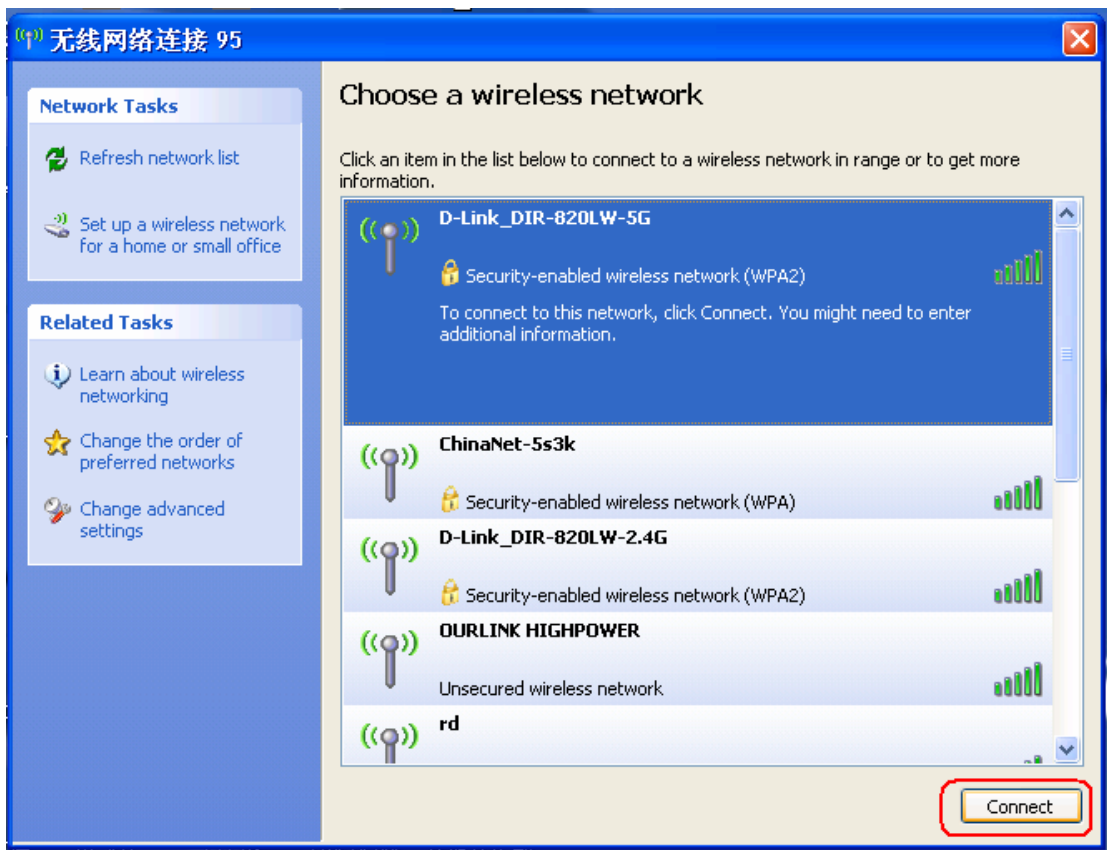 无线网络连接 95
Network Tasks
Refresh network list
Set up a wireless network
for a home or small office
Related Tasks
Learn about wireless
networking
Change the order of
preferred networks
Change advanced
settings
Choose a wireless network
Click an item in the list below to connect to a wireless network in range or to get more
information.
D-Link_DIR-820LW-5G
Security-enabled wireless network (WPA2)
To connect to this network, click Connect. You might need to enter
additional information.
ChinaNet-5s3k
Security-enabled wireless network (WPA)
D-Link_DIR-820LW-2.4G
Security-enabled wireless network (WPA2)
OURLINK HIGHPOWER
Unsecured wireless network
rd
Connect